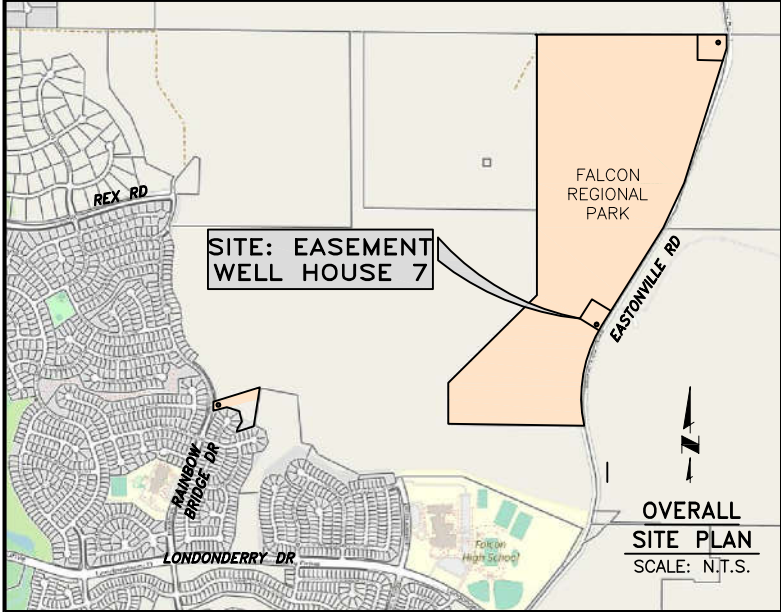 REX RD
FALCON
REGIONAL
PARK
SITE: EASEMENT
WELL HOUSE 7
EASTONVILLE RD
RAINBOW
BRIDGE DR
N
OVERALL
SITE PLAN
SCALE: N.T.S.
Falcon
High School
LONDONDERRY DR